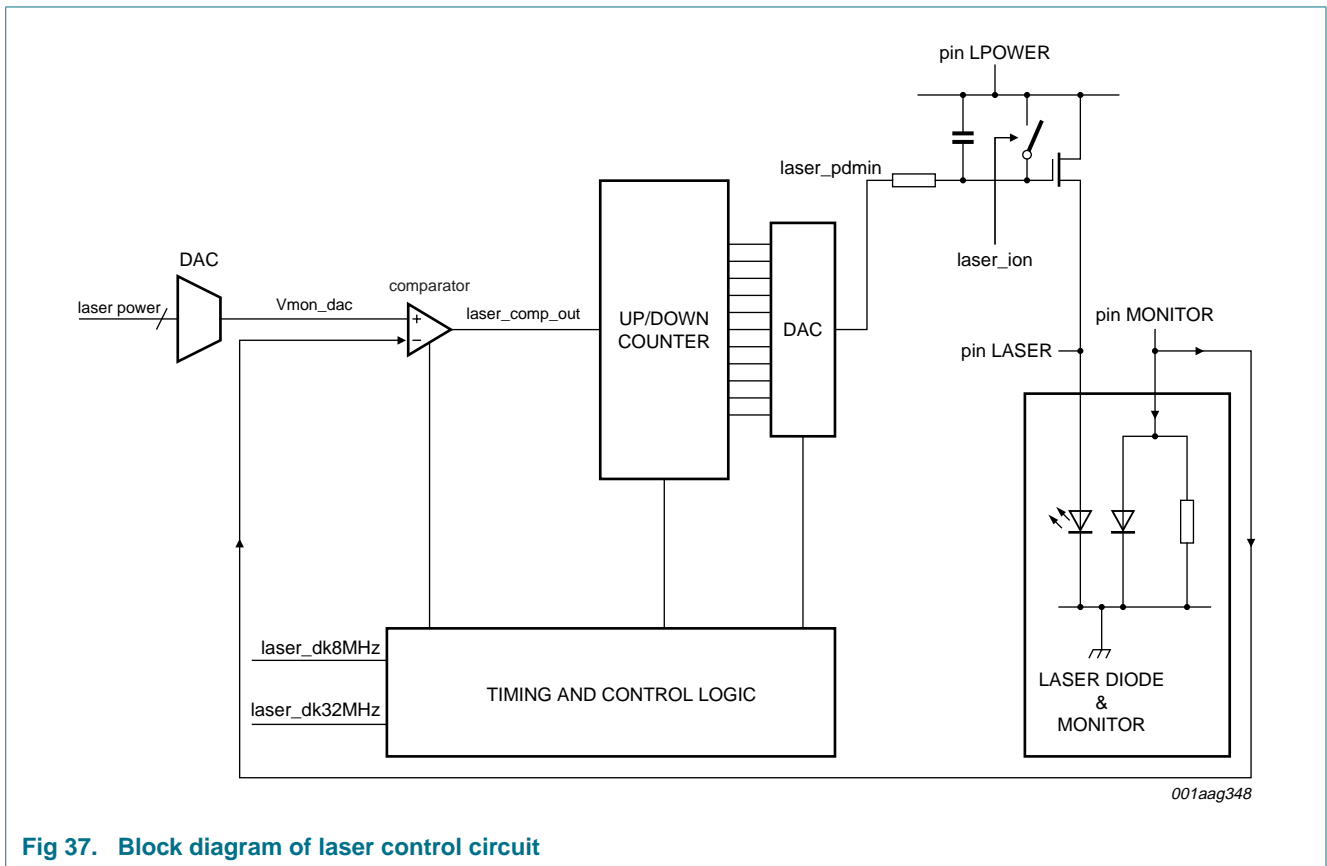 pin LPOWER
laser_pdmin
laser_ion
DAC
laser power
Vmon_dac
comparator
+
−
laser_comp_out
UP/DOWN
COUNTER
DAC
pin MONITOR
pin LASER
laser_dk8MHz
laser_dk32MHz
TIMING AND CONTROL LOGIC
LASER DIODE
&
MONITOR
001aag348
Fig 37. Block diagram of laser control circuit